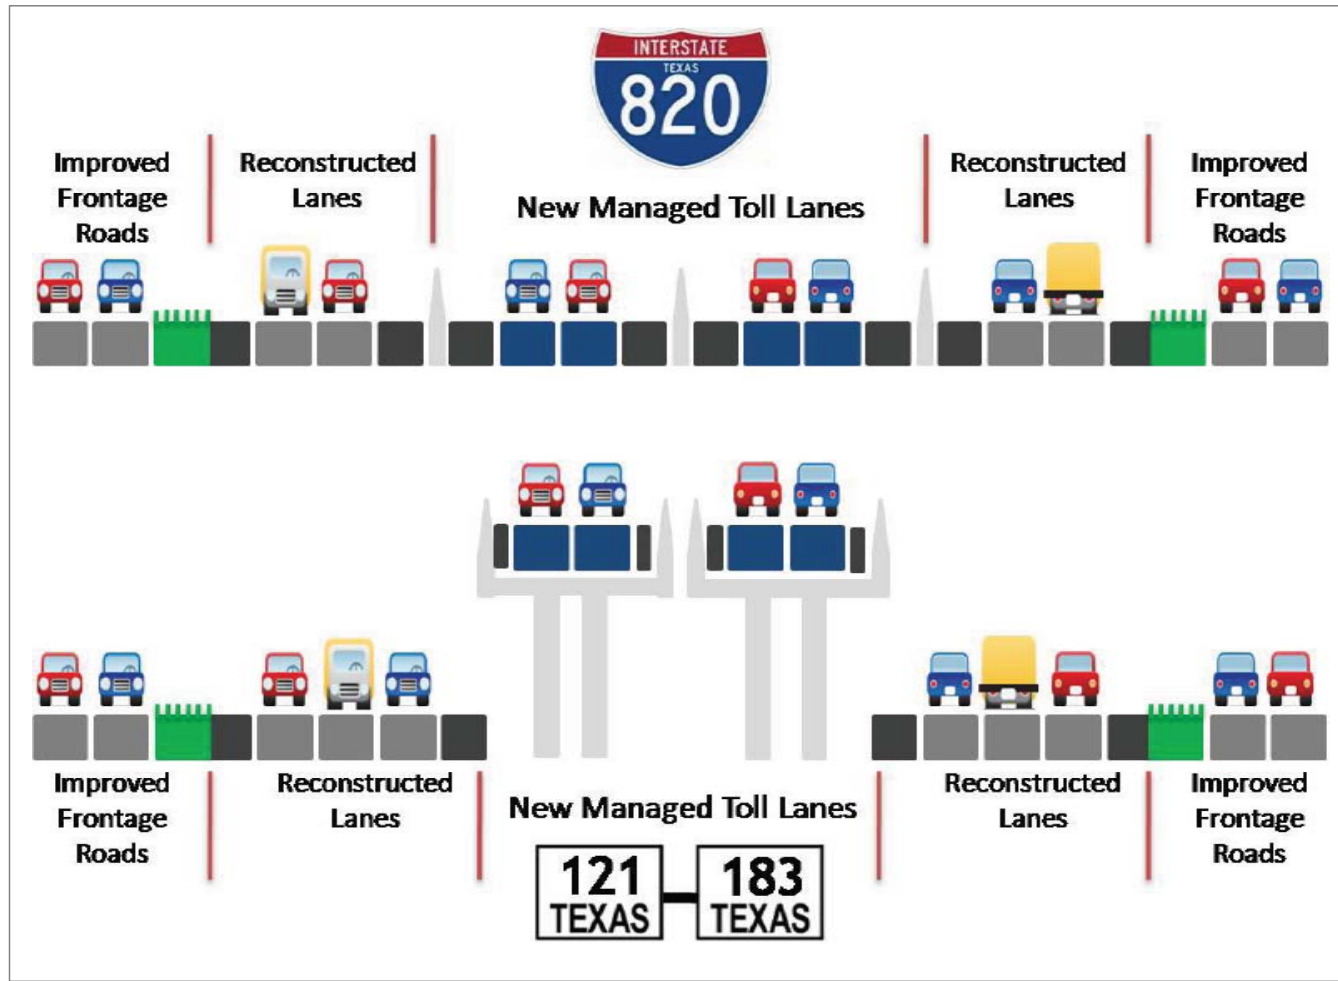 INTERSTATE
TEXAS
820
Improved
Frontage
Roads
Reconstructed
Lanes
New Managed Toll Lanes
Reconstructed
Lanes
Improved
Frontage
Roads
Improved
Frontage
Roads
Reconstructed
Lanes
New Managed Toll Lanes
Reconstructed
Lanes
Improved
Frontage
Roads
121
TEXAS
183
TEXAS